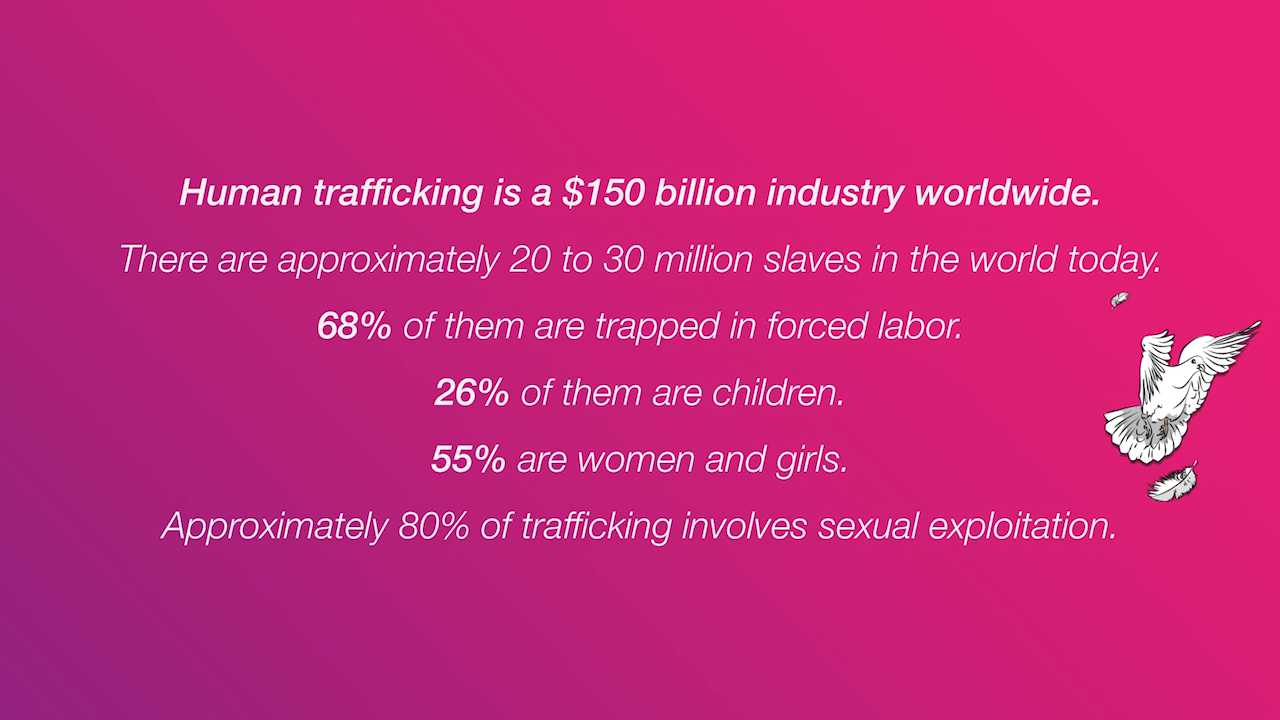 Human trafficking is a $150 billion industry worldwide.
There are approximately 20 to 30 million slaves in the world today.
68% of them are trapped in forced labor.
26% of them are children.
55% are women and girls.
Approximately 80% of trafficking involves sexual exploitation.